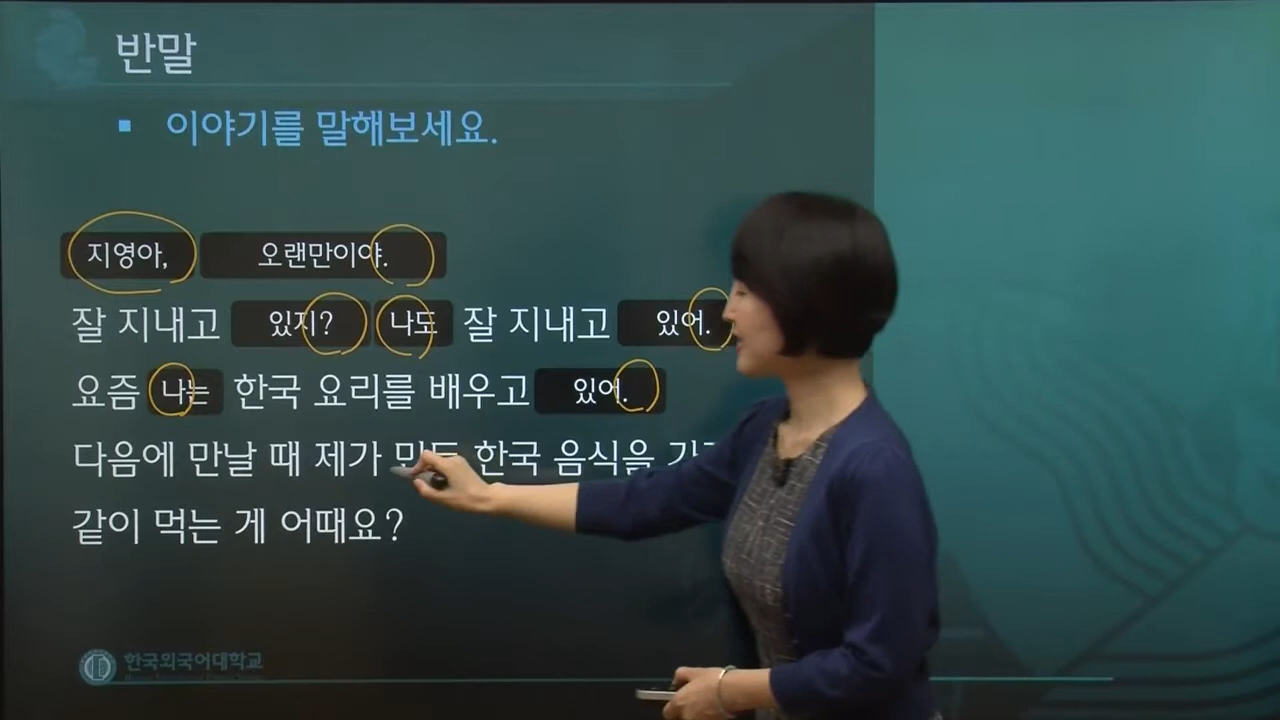 반말
이야기를 말해보세요.
지영아, 오랜만이야.
잘 지내고 있지? 나도 잘 지내고 있어.
요즘 나는 한국 요리를 배우고 있어.
다음에 만날 때 제가 한국 음식을
같이 먹는 게 어때요?
한국외국어대학교